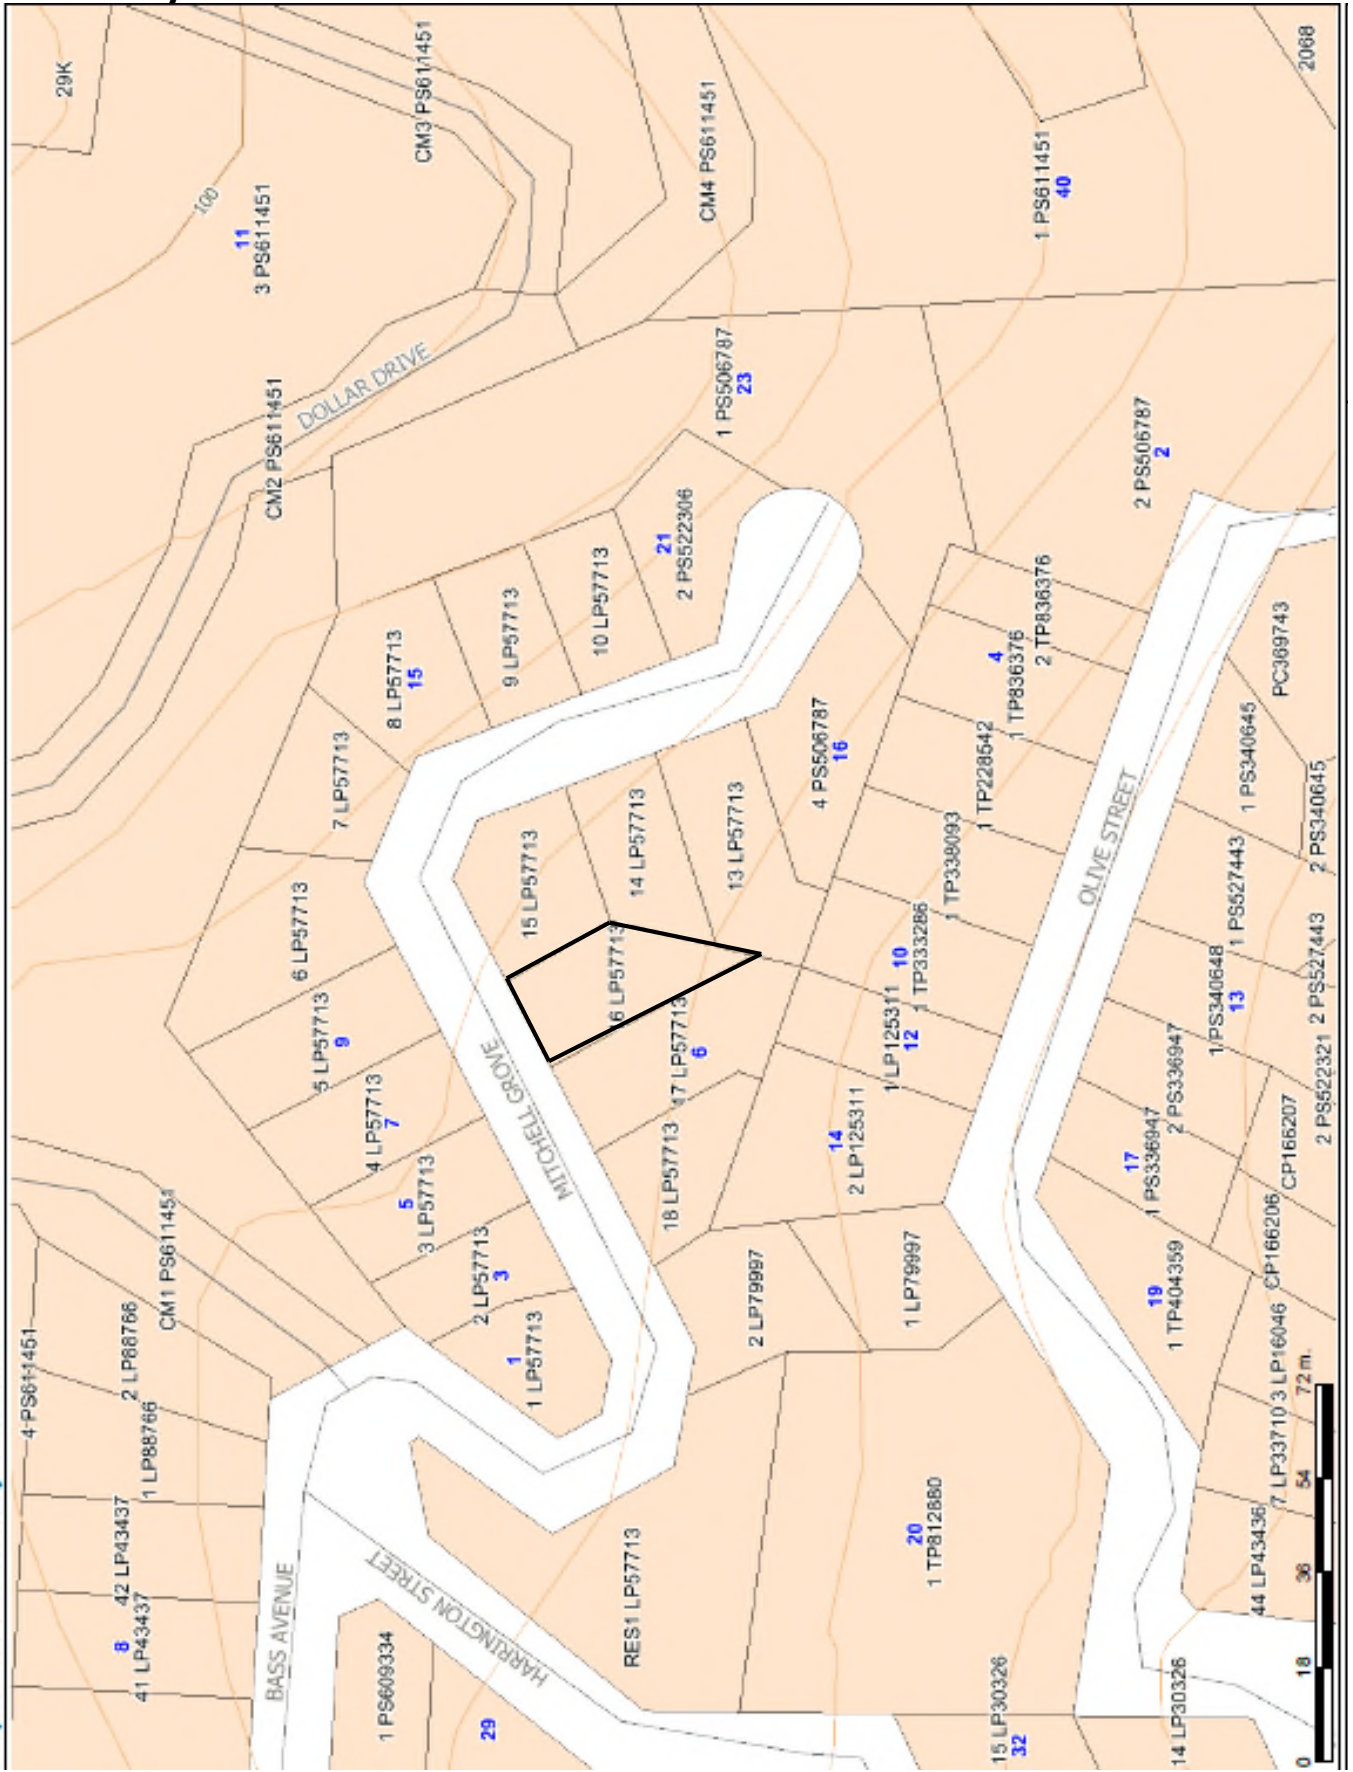 29K
100
11
3 PS611451
CM3 PS611451
CM4 PS611451
1 PS611451
40
2068
DOLLAR DRIVE
CM2 PS611451
1 PS506787
23
2 PS506787
2
21
2 PS522306
10 LP57713
9 LP57713
8 LP57713
15
7 LP57713
6 LP57713
5 LP57713
9
4 LP57713
7
5
3 LP57713
2 LP57713
3
1
1 LP57713
15 LP57713
14 LP57713
13 LP57713
4 PS506787
16
16 LP57713
17 LP57713
6
18 LP57713
MITCHELL GROVE
2 TP836376
4
1 TP836376
1 TP228542
1 TP338093
10
1 TP333286
1 LP125311
12
14
2 LP125311
OLIVE STREET
PC369743
1 PS340645
2 PS340645
1 PS527443
2 PS527443
1 PS340648
13
2 PS522321
2 PS336947
17
1 PS336947
CP166207
CP166206
19
1 TP404359
3 LP16046
7 LP33710
44 LP43436
2 LP79997
1 LP79997
20
1 TP812880
RES1 LP57713
CM1 PS611451
4 PS611451
2 LP88766
1 LP88766
42 LP43437
8
41 LP43437
BASS AVENUE
HARRINGTON STREET
1 PS609334
29
15 LP30326
32
14 LP30326
0
18
36
54
72 m.